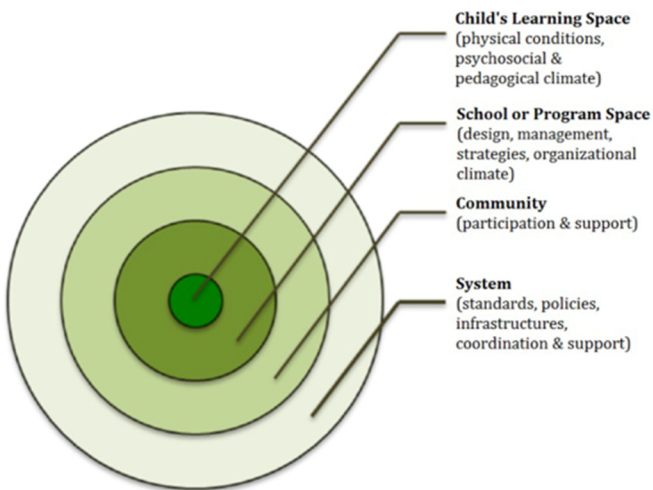 Child's Learning Space
(physical conditions,
psychosocial &
pedagogical climate)
School or Program Space
(design, management,
strategies, organizational
climate)
Community
(participation & support)
System
(standards, policies,
infrastructures,
coordination & support)